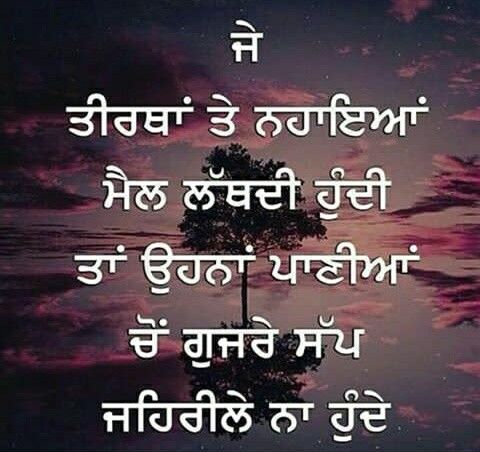 ਜੇ
ਤੀਰਥਾਂ ਤੇ ਨਹਾਇਆਂ
ਮੈਲ ਲੱਥਦੀ ਹੁੰਦੀ
ਤਾਂ ਉਹਨਾਂ ਪਾਣੀਆਂ
ਚੋਂ ਗੁਜਰੇ ਸੱਪ
ਜਹਿਰੀਲੇ ਨਾ ਹੁੰਦੇ